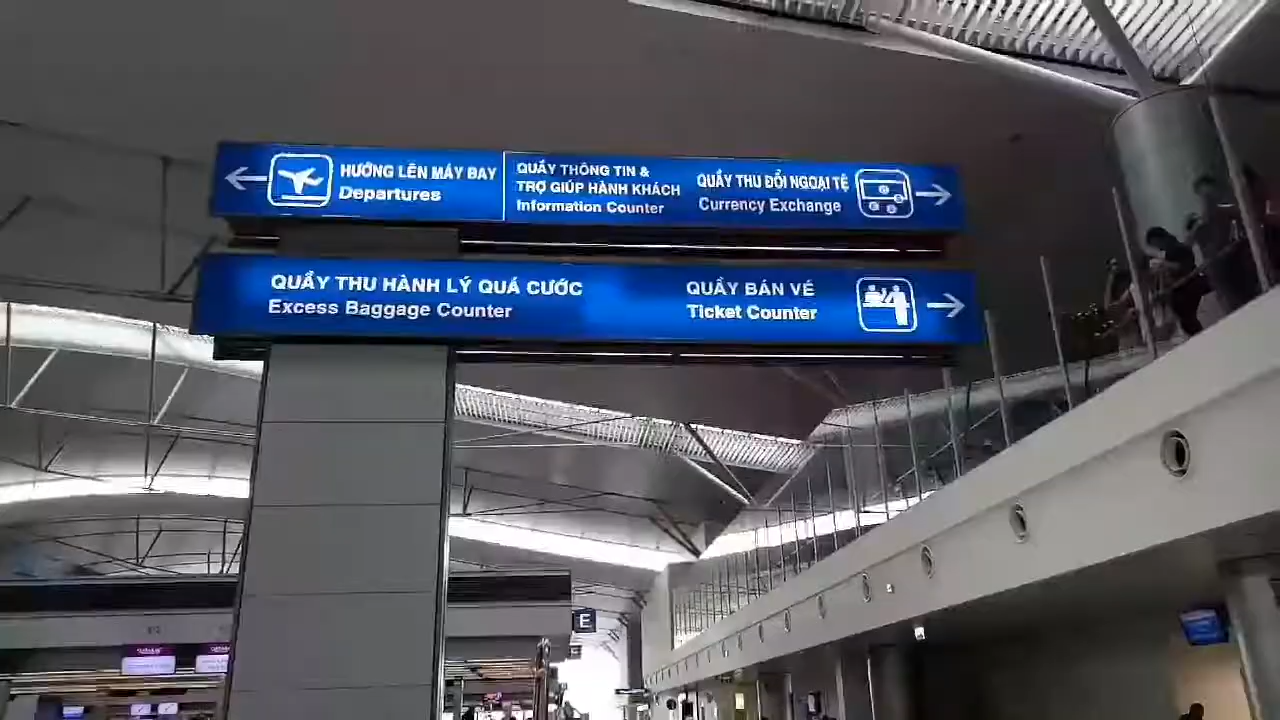 HƯỚNG LÊN MÁY BAY
Departures
QUẦY THÔNG TIN &
TRỢ GIÚP HÀNH KHÁCH
Information Counter
QUẦY THU ĐỔI NGOẠI TỆ
Currency Exchange
QUẦY THU HÀNH LÝ QUÁ CƯỚC
Excess Baggage Counter
QUẦY BÁN VÉ
Ticket Counter
E